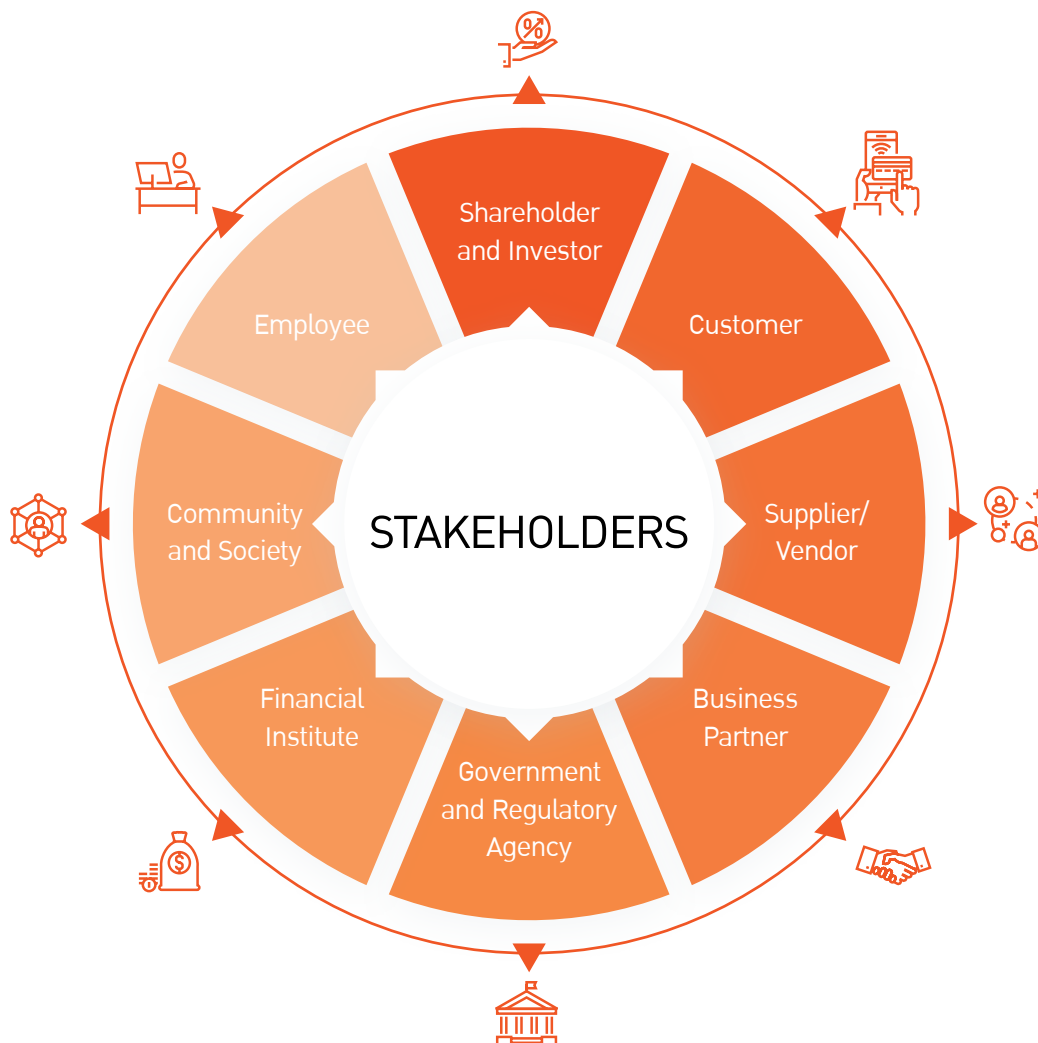 Shareholder
and Investor
Customer
Supplier/
Vendor
Business
Partner
Government
and Regulatory
Agency
Financial
Institute
Community
and Society
Employee
STAKEHOLDERS
%
$